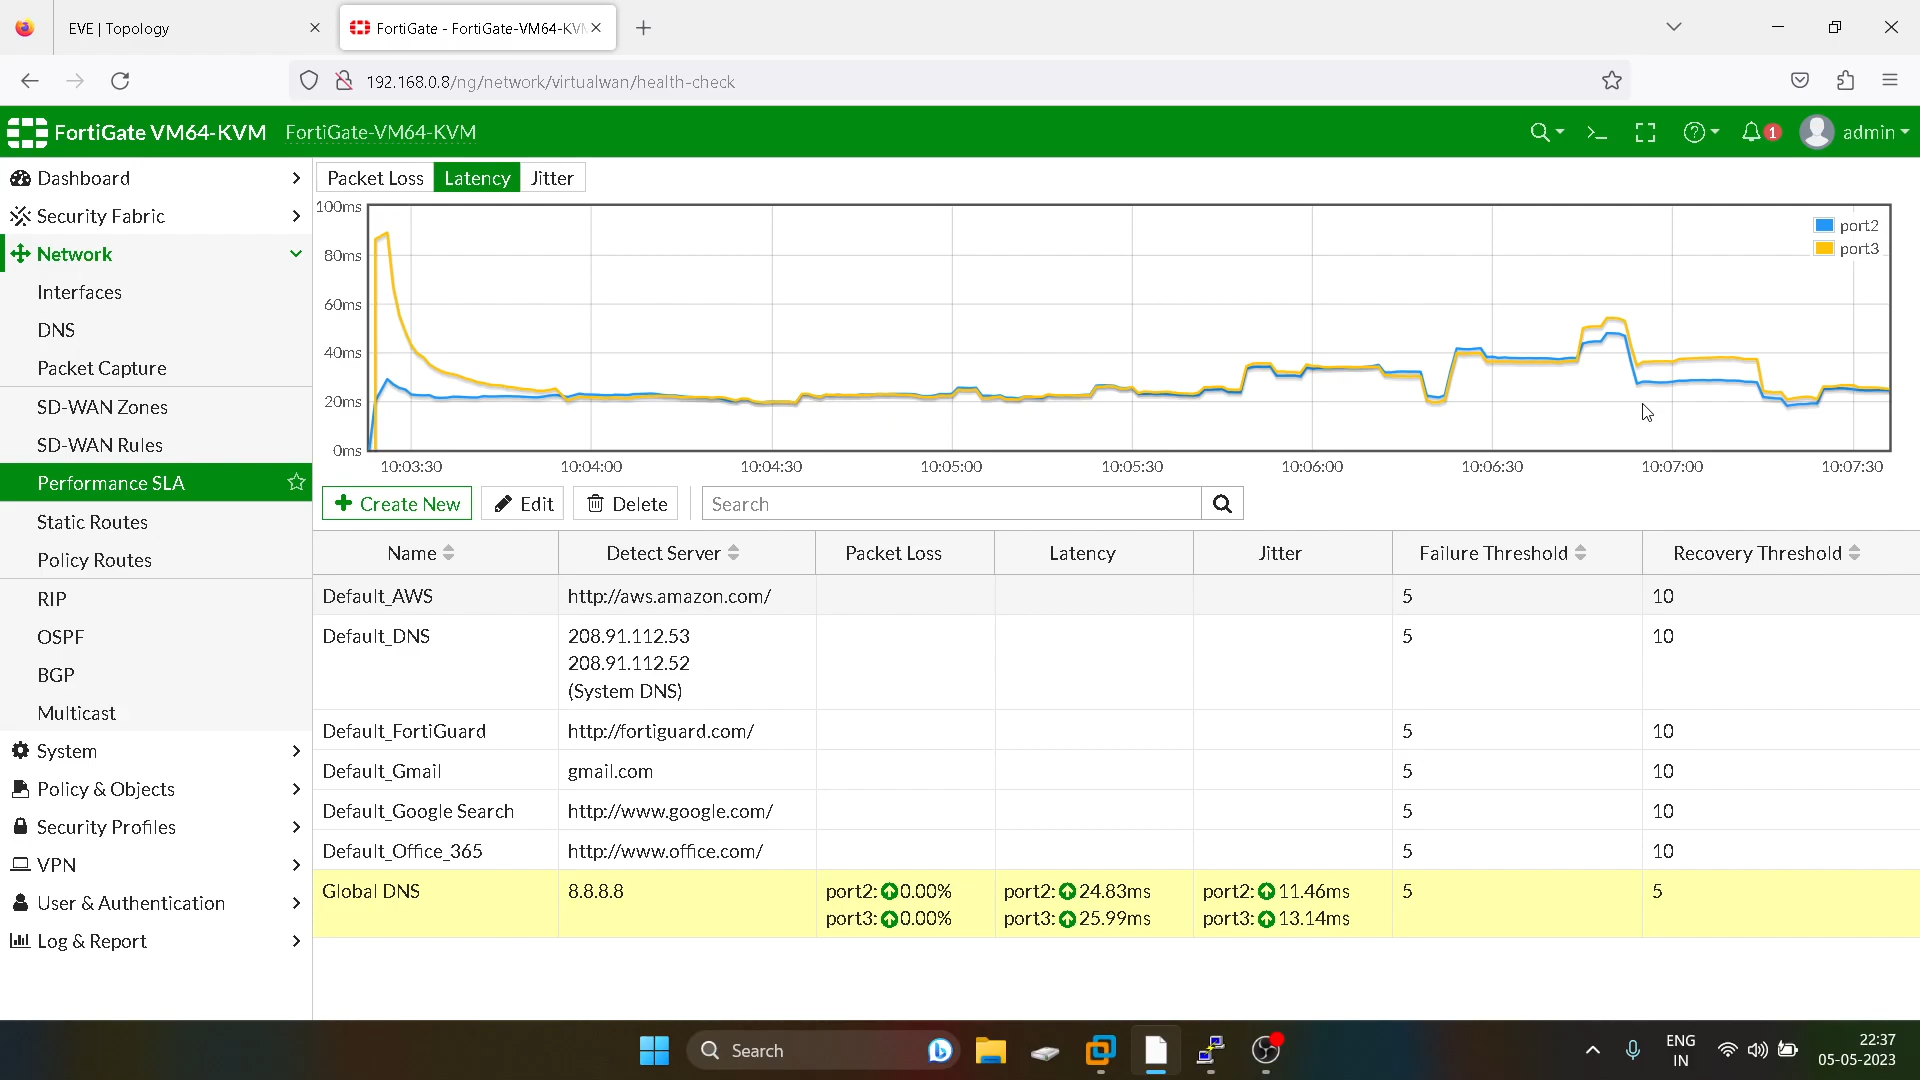 EVE | Topology
FortiGate - FortiGate-VM64-KV
192.168.0.8/ng/network/virtualwan/health-check
FortiGate VM64-KVM FortiGate-VM64-KVM
1 admin
Dashboard
Security Fabric
Network
Interfaces
DNS
Packet Capture
SD-WAN Zones
SD-WAN Rules
Performance SLA
Static Routes
Policy Routes
RIP
OSPF
BGP
Multicast
System
Policy & Objects
Security Profiles
VPN
User & Authentication
Log & Report
Packet Loss Latency Jitter
100ms
80ms
60ms
40ms
20ms
0ms
port2
port3
10:03:30 10:04:00 10:04:30 10:05:00 10:05:30 10:06:00 10:06:30 10:07:00 10:07:30
Create New Edit Delete Search
Name Detect Server Packet Loss Latency Jitter Failure Threshold Recovery Threshold
Default_AWS http://aws.amazon.com/ 5 10
Default_DNS 208.91.112.53 5 10
208.91.112.52
(System DNS)
Default_FortiGuard http://fortiguard.com/ 5 10
Default_Gmail gmail.com 5 10
Default_Google Search http://www.google.com/ 5 10
Default_Office_365 http://www.office.com/ 5 10
Global DNS 8.8.8.8 port2: 0.00% port2: 24.83ms port2: 11.46ms 5 5
port3: 0.00% port3: 25.99ms port3: 13.14ms
Search
ENG
IN
22:37
05-05-2023